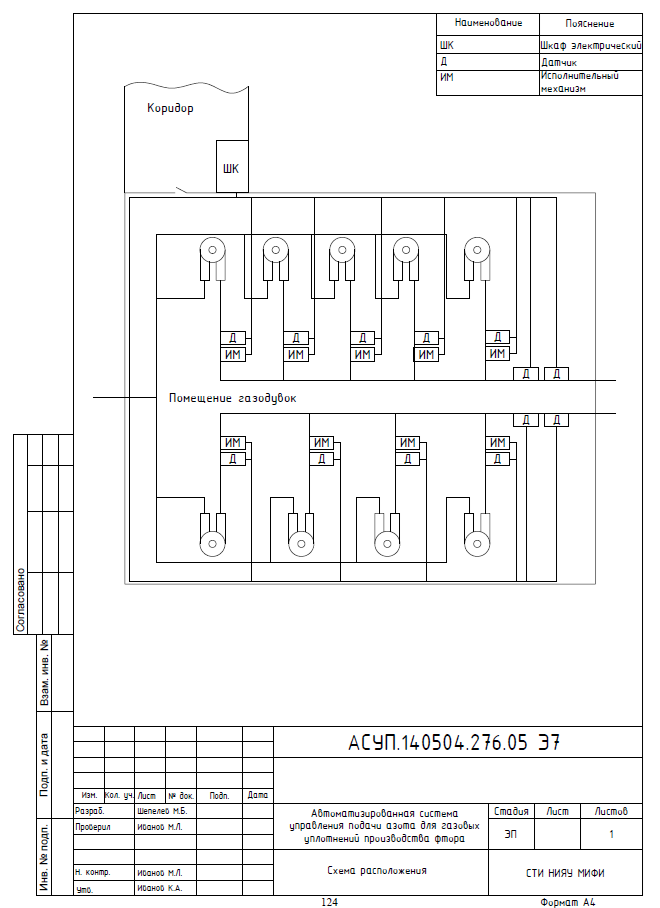 Наименование
Пояснение
ШК
Шкаф электрический
Д
Датчик
ИМ
Исполнительный
механизм
Коридор
ШК
Д
Д
Д
Д
Д
ИМ
ИМ
ИМ
ИМ
ИМ
Д
Д
Помещение газодувок
Д
Д
ИМ
ИМ
ИМ
ИМ
Д
Д
Д
Д
Согласовано
Взам. инв. №
Подп. и дата
Инв. № подп.
АСУП.140504.276.05 Э7
Изм.
Кол. уч.
Лист
№ док.
Подп.
Дата
Разраб.
Шепелев М.Б.
Проверил
Иванов М.Л.
Н. контр.
Иванов М.Л.
Утв.
Иванов К.А.
Автоматизированная система
управления подачи азота для газовых
уплотнений производства фтора
Стадия
Лист
Листов
ЭП
1
Схема расположения
СТИ НИЯУ МИФИ
124
Формат А4